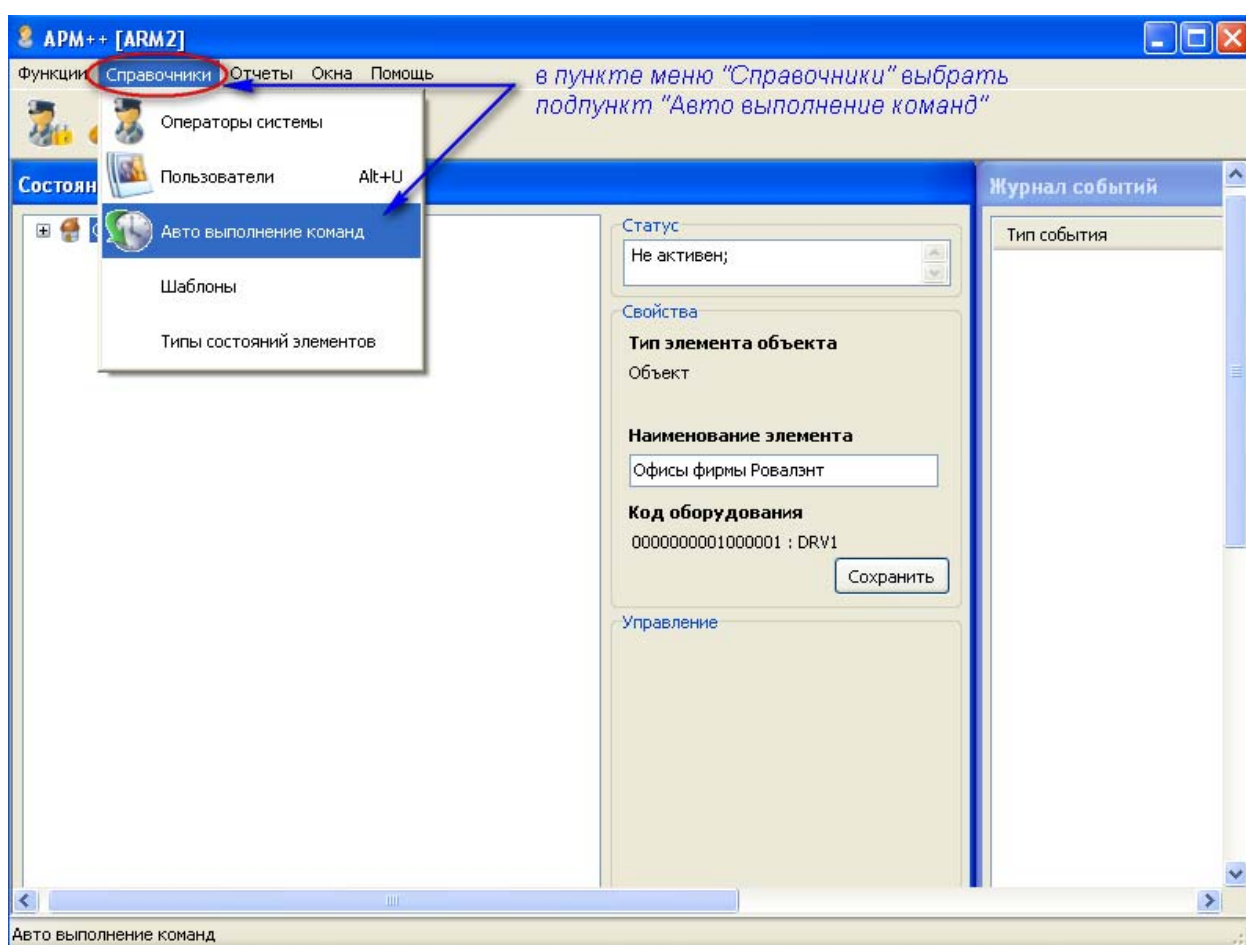 АРМ++ [ARM2]
Функции Справочники Отчеты Окна Помощь
в пункте меню "Справочники" выбрать
подпункт "Авто выполнение команд"
Операторы системы
Пользователи Alt+U
Авто выполнение команд
Шаблоны
Типы состояний элементов
Состоян
Статус
Не активен;
Свойства
Тип элемента объекта
Объект
Наименование элемента
Офисы фирмы Ровалэнт
Код оборудования
0000000001000001 : DRV1
Сохранить
Управление
Журнал событий
Тип события
Авто выполнение команд